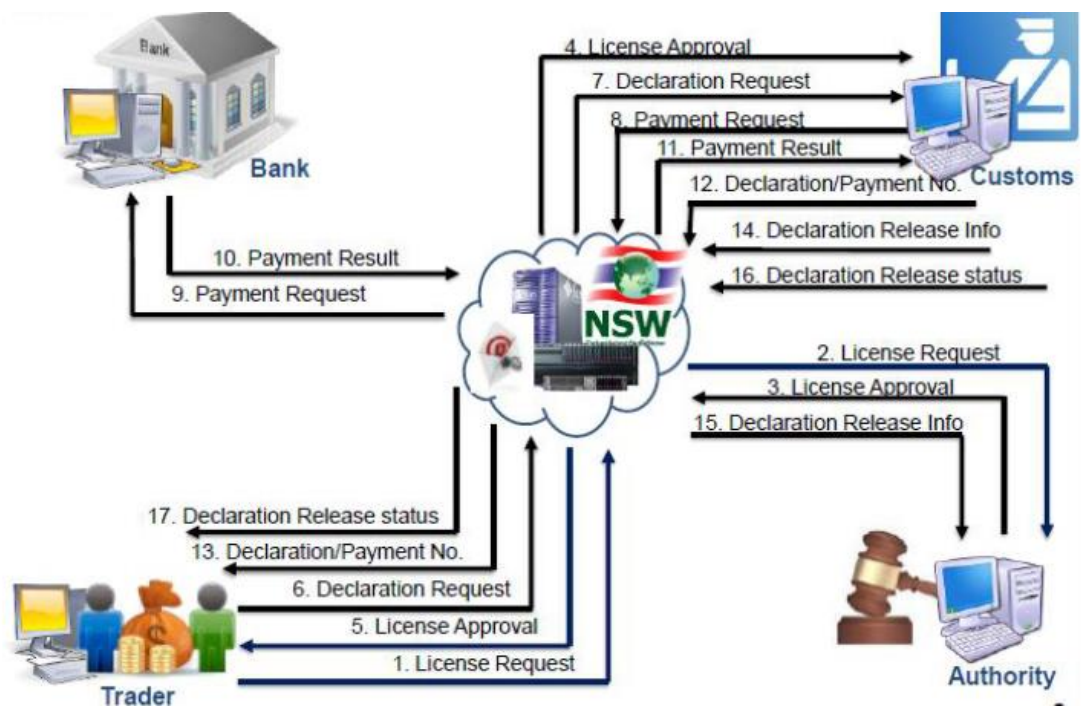 Bank
4. License Approval
7. Declaration Request
8. Payment Request
11. Payment Result
Bank
12. Declaration/Payment No.
Customs
14. Declaration Release Info
10. Payment Result
16. Declaration Release status
9. Payment Request
NSW
@
2. License Request
3. License Approval
15. Declaration Release Info
17. Declaration Release status
13. Declaration/Payment No.
6. Declaration Request
5. License Approval
1. License Request
Authority
Trader